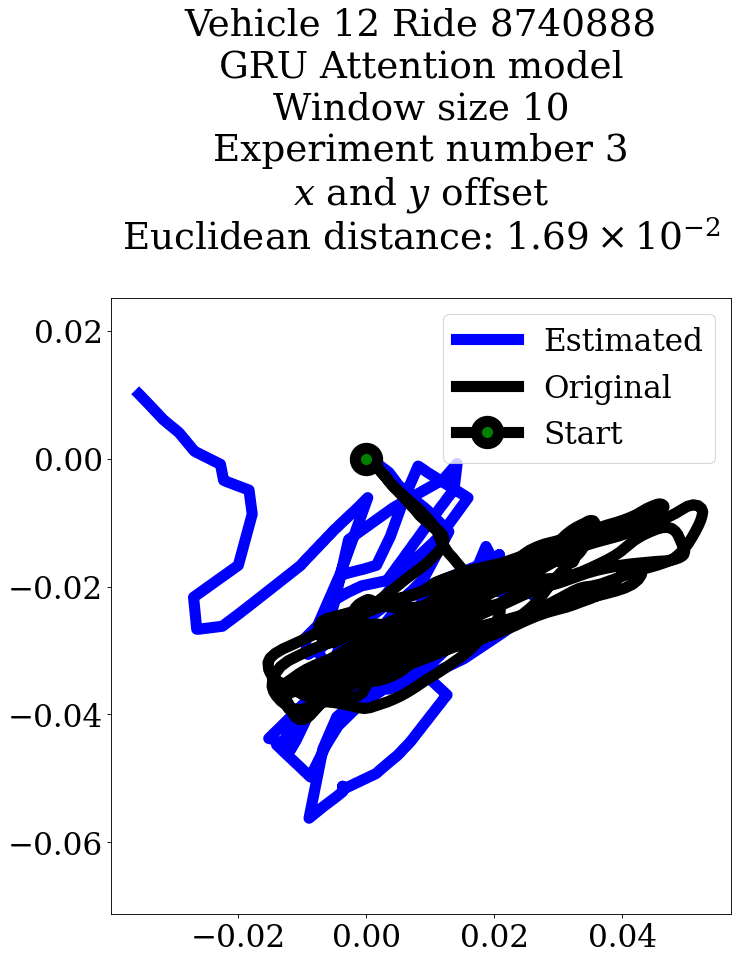 Vehicle 12 Ride 8740888
GRU Attention model
Window size 10
Experiment number 3
x and y offset
Euclidean distance: 1.69 × 10⁻²
Estimated
Original
Start
0.02
0.00
−0.02
−0.04
−0.06
−0.02 0.00 0.02 0.04